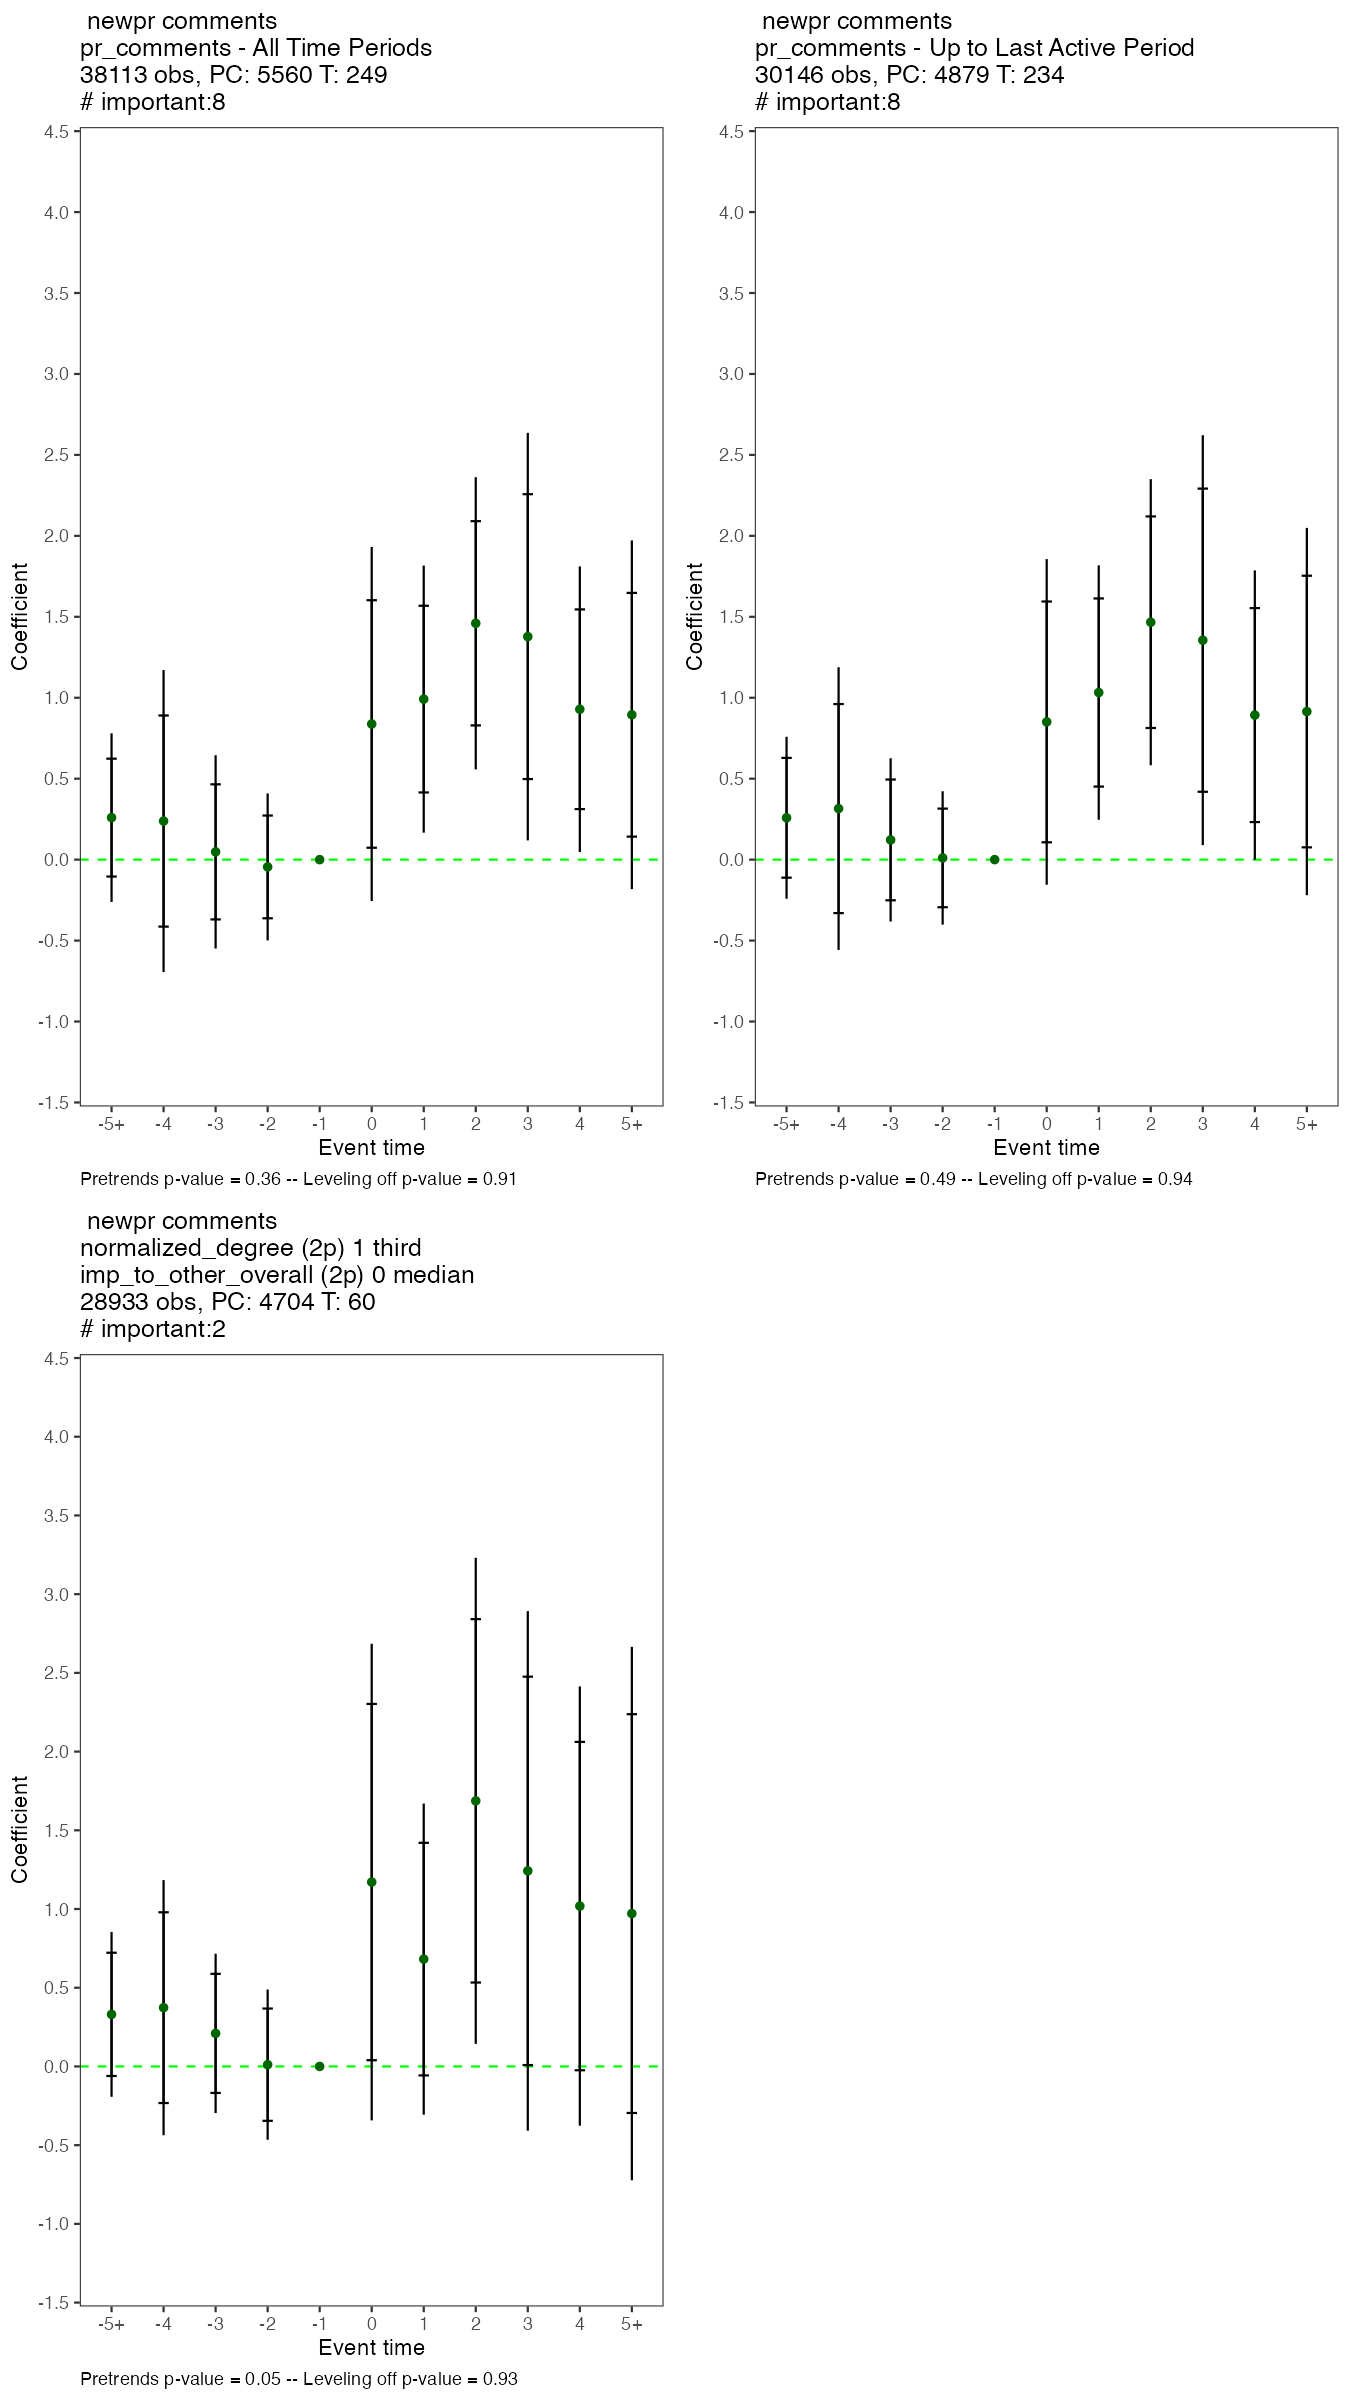 newpr comments
pr_comments - All Time Periods
38113 obs, PC: 5560 T: 249
# important:8
4.5
4.0
3.5
3.0
2.5
2.0
1.5
1.0
0.5
0.0
-0.5
-1.0
-1.5
Coefficient
-5+ -4 -3 -2 -1 0 1 2 3 4 5+
Event time
Pretrends p-value = 0.36 -- Leveling off p-value = 0.91
newpr comments
pr_comments - Up to Last Active Period
30146 obs, PC: 4879 T: 234
# important:8
4.5
4.0
3.5
3.0
2.5
2.0
1.5
1.0
0.5
0.0
-0.5
-1.0
-1.5
Coefficient
-5+ -4 -3 -2 -1 0 1 2 3 4 5+
Event time
Pretrends p-value = 0.49 -- Leveling off p-value = 0.94
newpr comments
normalized_degree (2p) 1 third
imp_to_other_overall (2p) 0 median
28933 obs, PC: 4704 T: 60
# important:2
4.5
4.0
3.5
3.0
2.5
2.0
1.5
1.0
0.5
0.0
-0.5
-1.0
-1.5
Coefficient
-5+ -4 -3 -2 -1 0 1 2 3 4 5+
Event time
Pretrends p-value = 0.05 -- Leveling off p-value = 0.93